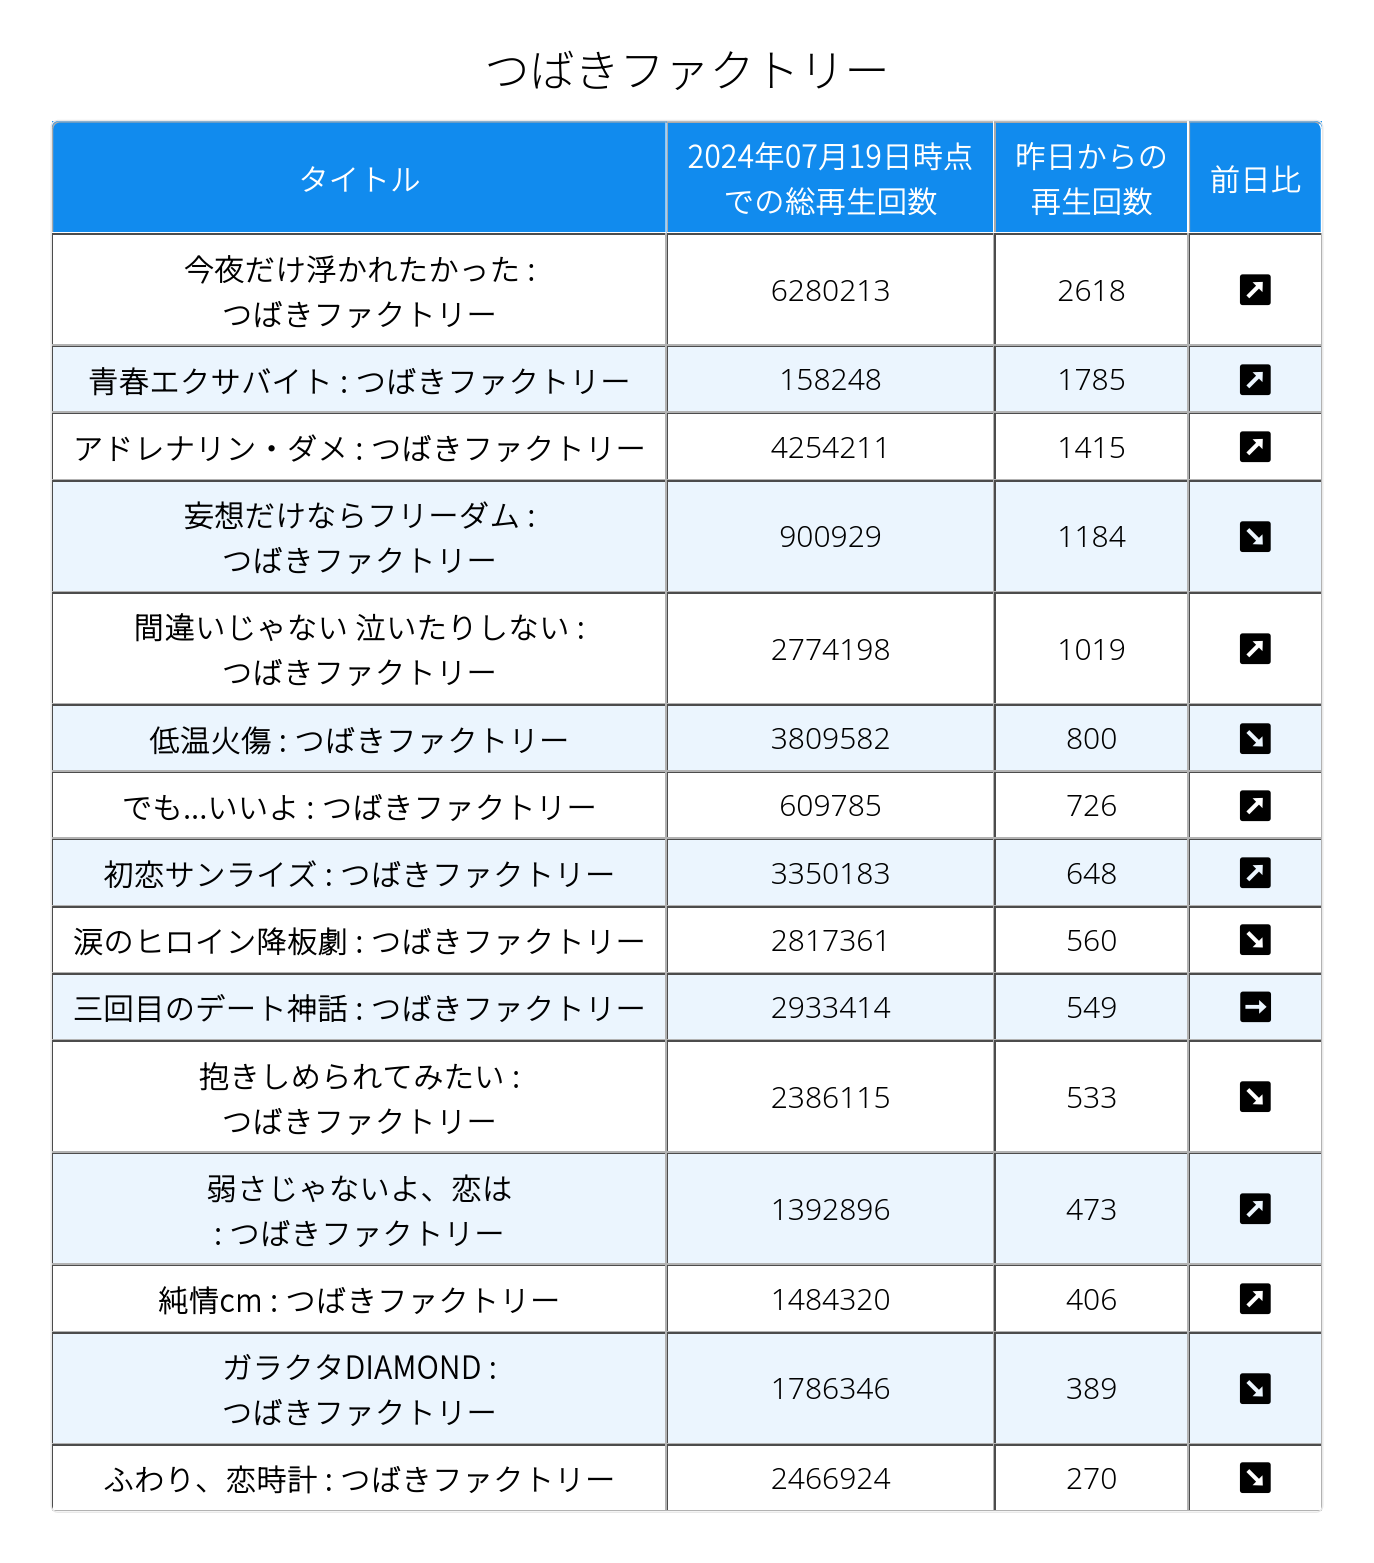 つばきファクトリー
タイトル
2024年07月19日時点
での総再生回数
昨日からの
再生回数
前日比
今夜だけ浮かれたかった :
つばきファクトリー
6280213
2618
↗
青春エクサバイト : つばきファクトリー
158248
1785
↗
アドレナリン・ダメ : つばきファクトリー
4254211
1415
↗
妄想だけならフリーダム :
つばきファクトリー
900929
1184
↘
間違いじゃない 泣いたりしない :
つばきファクトリー
2774198
1019
↗
低温火傷 : つばきファクトリー
3809582
800
↘
でも...いいよ : つばきファクトリー
609785
726
↗
初恋サンライズ : つばきファクトリー
3350183
648
↗
涙のヒロイン降板劇 : つばきファクトリー
2817361
560
↘
三回目のデート神話 : つばきファクトリー
2933414
549
→
抱きしめられてみたい :
つばきファクトリー
2386115
533
↘
弱さじゃないよ、恋は
: つばきファクトリー
1392896
473
↗
純情cm : つばきファクトリー
1484320
406
↗
ガラクタDIAMOND :
つばきファクトリー
1786346
389
↘
ふわり、恋時計 : つばきファクトリー
2466924
270
↘